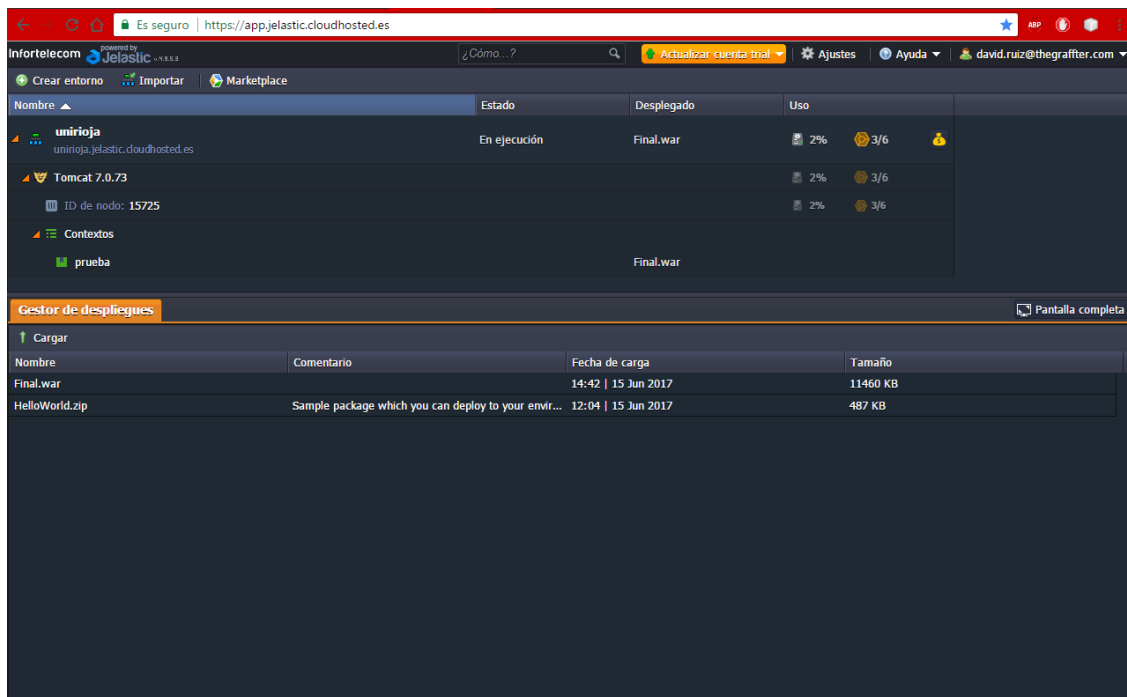 Es seguro | https://app.jelastic.cloudhosted.es ABP
Infortelecom powered by Jelastic v.4.9.5.3 ¿Cómo...? Actualizar cuenta trial Ajustes Ayuda david.ruiz@thegraffter.com
Crear entorno Importar Marketplace
Nombre Estado Desplegado Uso
unirioja En ejecución Final.war 2% 3/6
unirioja.jelastic.cloudhosted.es
Tomcat 7.0.73 2% 3/6
ID de nodo: 15725 2% 3/6
Contextos
prueba Final.war
Gestor de despliegues Pantalla completa
Cargar
Nombre Comentario Fecha de carga Tamaño
Final.war 14:42 | 15 Jun 2017 11460 KB
HelloWorld.zip Sample package which you can deploy to your envir... 12:04 | 15 Jun 2017 487 KB